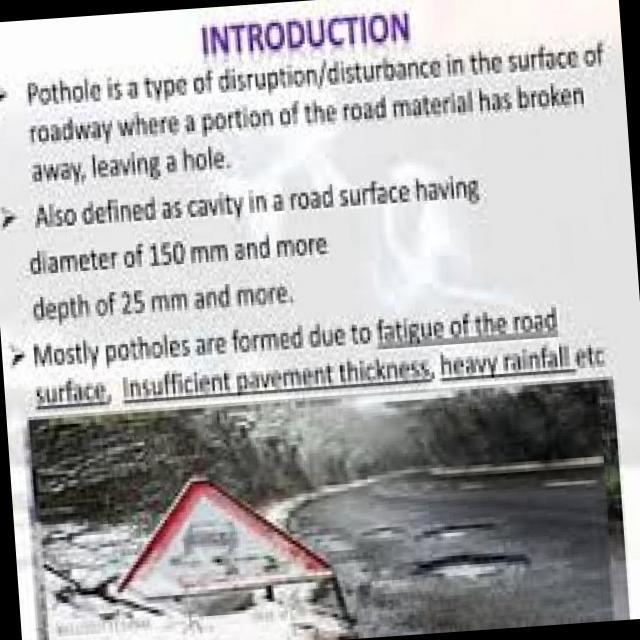 INTRODUCTION
Pothole is a type of disruption/disturbance in the surface of
roadway where a portion of the road material has broken
away, leaving a hole.
Also defined as cavity in a road surface having
diameter of 150 mm and more
depth of 25 mm and more.
Mostly potholes are formed due to fatigue of the road
surface, Insufficient pavement thickness, heavy rainfall etc